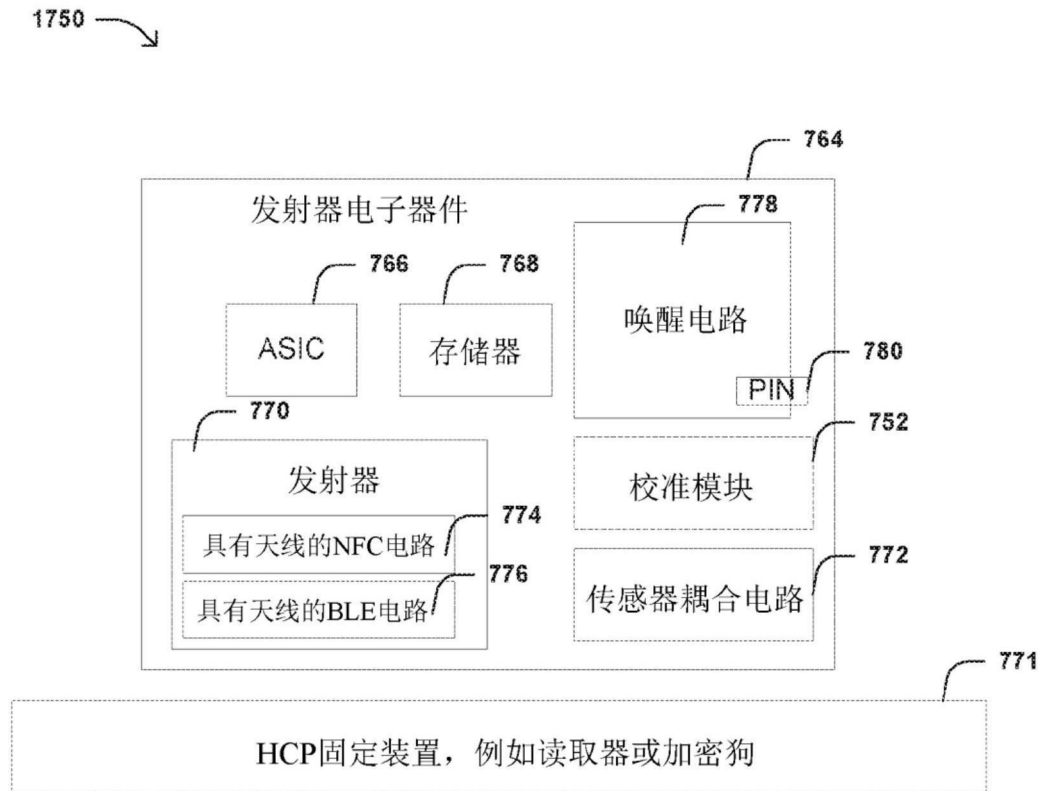 1750
764
发射器电子器件
778
766
768
唤醒电路
ASIC
存储器
780
PIN
770
752
发射器
校准模块
774
具有天线的NFC电路
772
776
传感器耦合电路
具有天线的BLE电路
771
HCP固定装置，例如读取器或加密狗